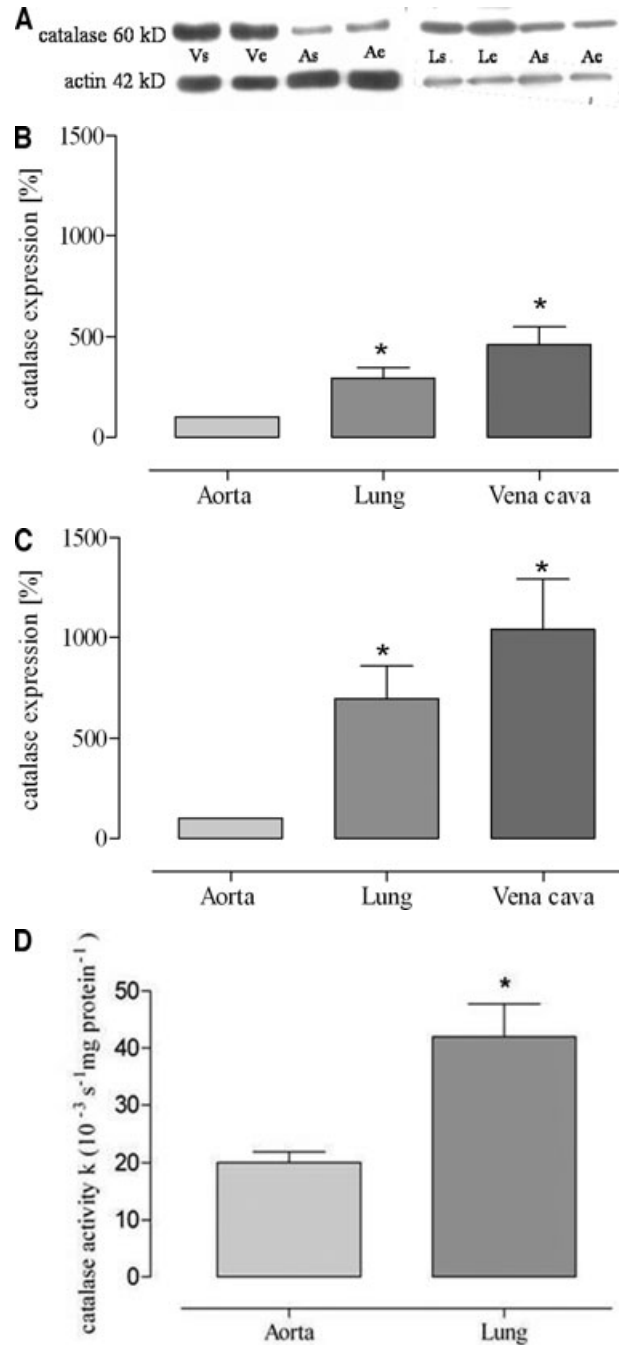 A
catalase 60 kD
Vs Vc As Ac Ls Lc As Ac
actin 42 kD
B
catalase expression [%]
1500
1000
500
0
* *
Aorta Lung Vena cava
C
catalase expression [%]
1500
1000
500
0
* *
Aorta Lung Vena cava
D
catalase activity k (10⁻³ s⁻¹mg protein⁻¹)
50
40
30
20
10
0
*
Aorta Lung